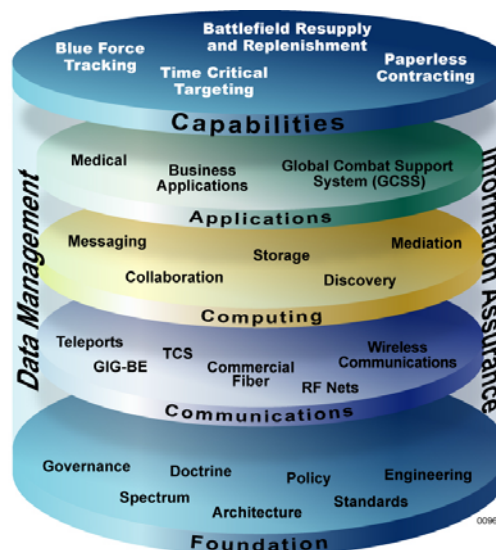 Battlefield Resupply
and Replenishment
Blue Force
Tracking
Paperless
Contracting
Time Critical
Targeting
Capabilities
Medical
Business
Applications
Global Combat Support
System (GCSS)
Applications
Messaging
Mediation
Storage
Collaboration
Discovery
Computing
Teleports
TCS
Wireless
Communications
GIG-BE
Commercial
Fiber
RF Nets
Communications
Governance
Doctrine
Policy
Engineering
Spectrum
Architecture
Standards
Foundation
Data Management
Information Assurance
0096